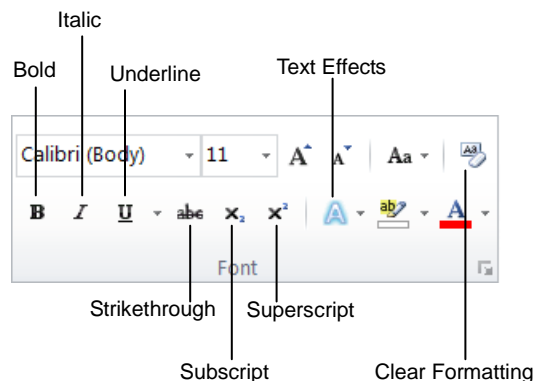 Italic
Bold
Underline
Text Effects
Calibri (Body) 11 A A Aa Aa
B I U abc x₂ x² A ab A
Font
Strikethrough
Superscript
Subscript
Clear Formatting